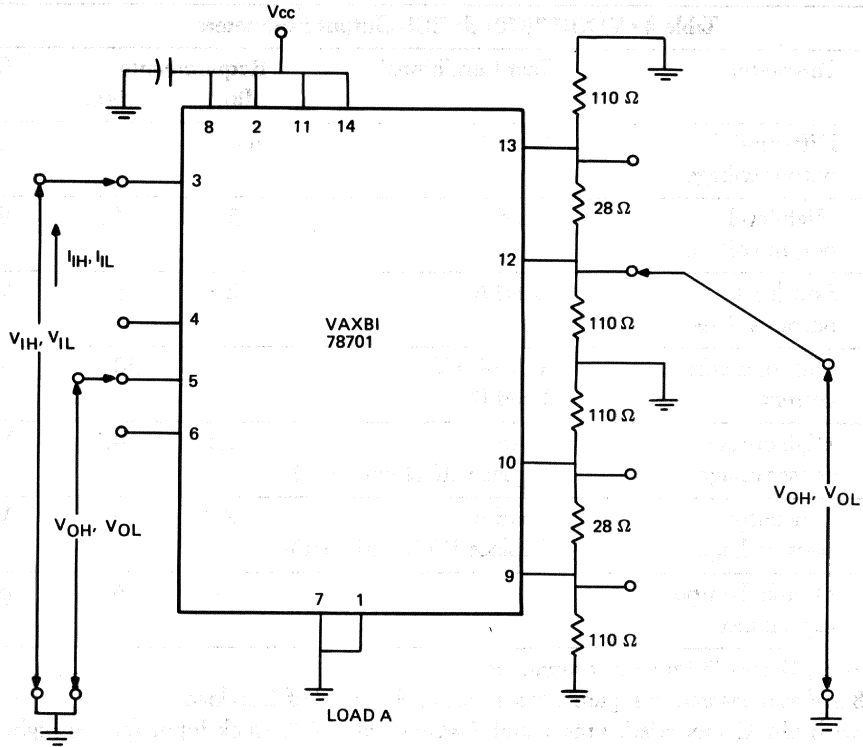 Vcc
110 Ω
8 2 11 14
13
3
28 Ω
IIH, IIL
12
4
VAXBI
78701
110 Ω
VIH, VIL
5
110 Ω
6
10
VOH, VOL
VOH, VOL
28 Ω
9
7 1
110 Ω
LOAD A